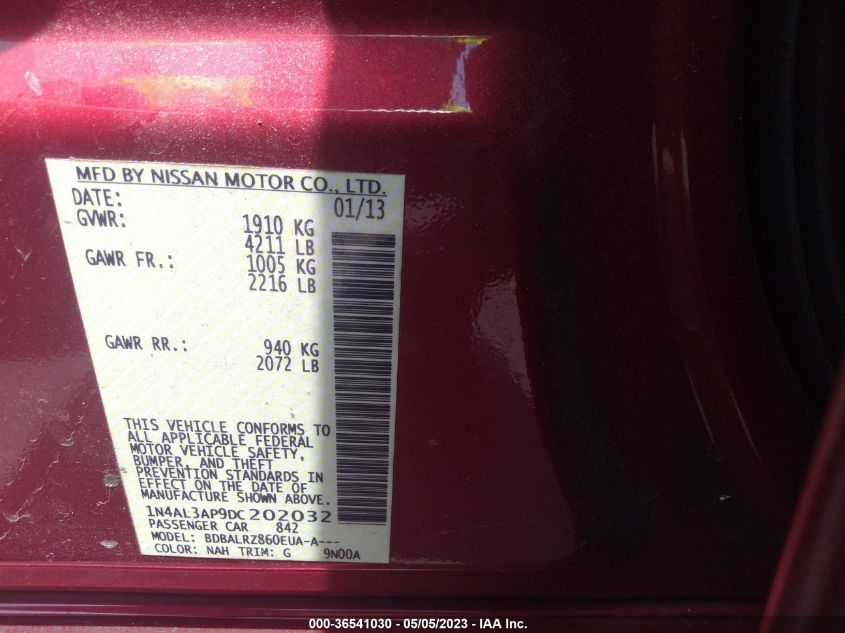 MFD BY NISSAN MOTOR CO., LTD.
DATE: 01/13
GVWR: 1910 KG
4211 LB
GAWR FR.: 1005 KG
2216 LB
GAWR RR.: 940 KG
2072 LB
THIS VEHICLE CONFORMS TO
ALL APPLICABLE FEDERAL
MOTOR VEHICLE SAFETY,
BUMPER, AND THEFT
PREVENTION STANDARDS IN
EFFECT ON THE DATE OF
MANUFACTURE SHOWN ABOVE.
1N4AL3AP9DC202032
PASSENGER CAR 842
MODEL: BDBALRZ860EUA-A---
COLOR: NAH TRIM: G 9N00A
000-36541030 - 05/05/2023 - IAA Inc.